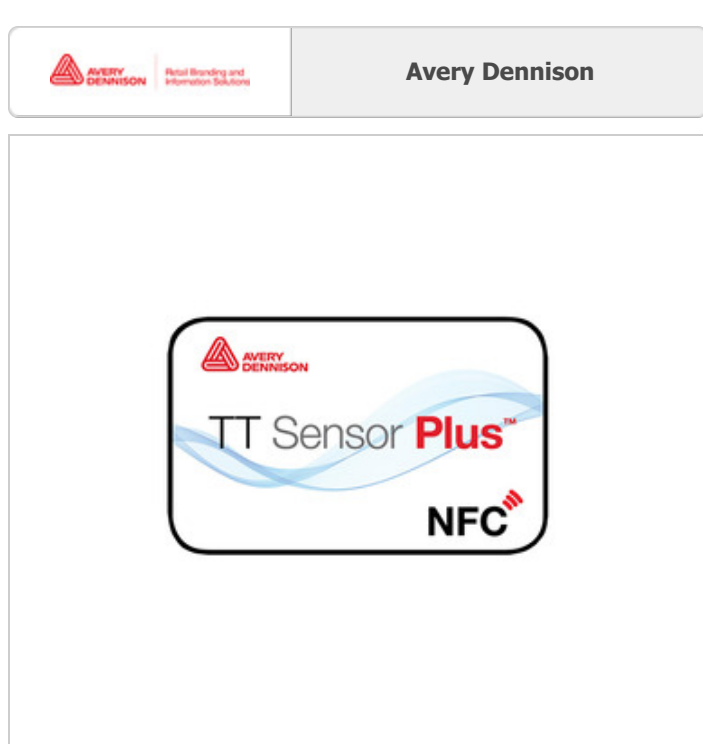 AVERY
DENNISON
Retail Branding and
Information Solutions
Avery Dennison
AVERY
DENNISON
TT Sensor Plus™
NFC